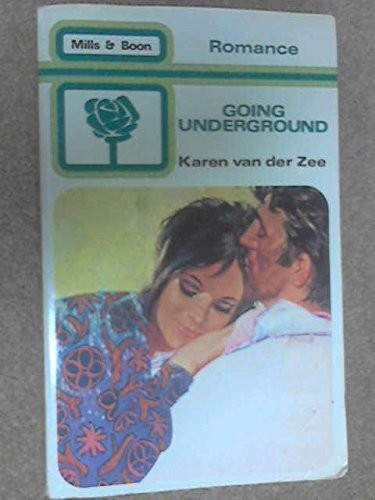 Mills & Boon
Romance
GOING
UNDERGROUND
Karen van der Zee